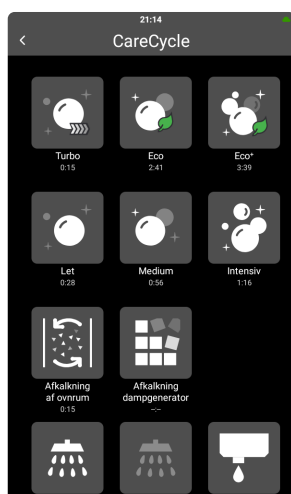 21:14
CareCycle
Turbo
0:15
Eco
2:41
Eco+
3:39
Let
0:28
Medium
0:56
Intensiv
1:16
Afkalkning
af ovnrum
0:15
Afkalkning
dampgenerator
-:-